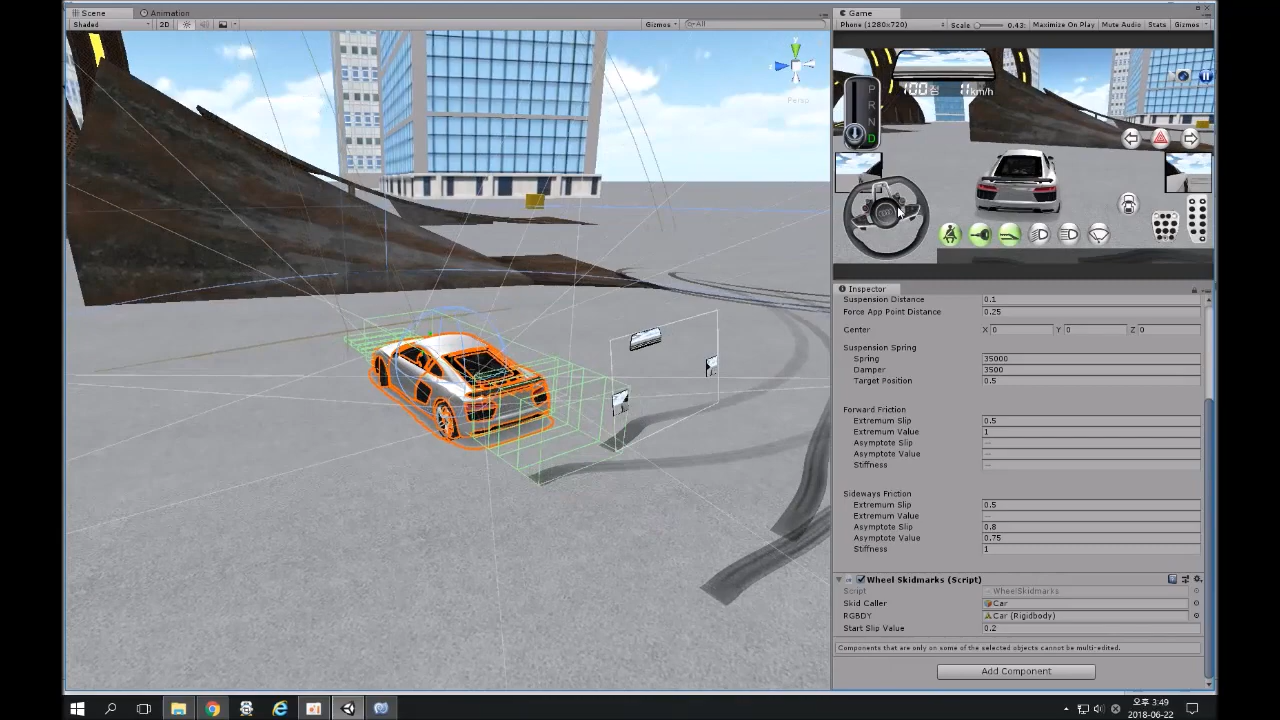 Scene
Animation
Game
Shaded
2D
Gizmos
All
Phone (1280x720)
Scale
0.43:
Maximize On Play
Mute Audio
Stats
Gizmos
Y
Persp
100점
11km/h
P
R
N
D
Inspector
Suspension Distance 0.1
Force App Point Distance 0.25
Center X 0 Y 0 Z 0
Suspension Spring
Spring 35000
Damper 3500
Target Position 0.5
Forward Friction
Extremum Slip 0.5
Extremum Value 1
Asymptote Slip —
Asymptote Value —
Stiffness —
Sideways Friction
Extremum Slip 0.5
Extremum Value —
Asymptote Slip 0.8
Asymptote Value 0.75
Stiffness 1
Wheel Skidmarks (Script)
Script WheelSkidmarks
Skid Caller Car
RGBDY Car (Rigidbody)
Start Slip Value 0.2
Components that are only on some of the selected objects cannot be multi-edited.
Add Component
오후 3:49
2018-06-22